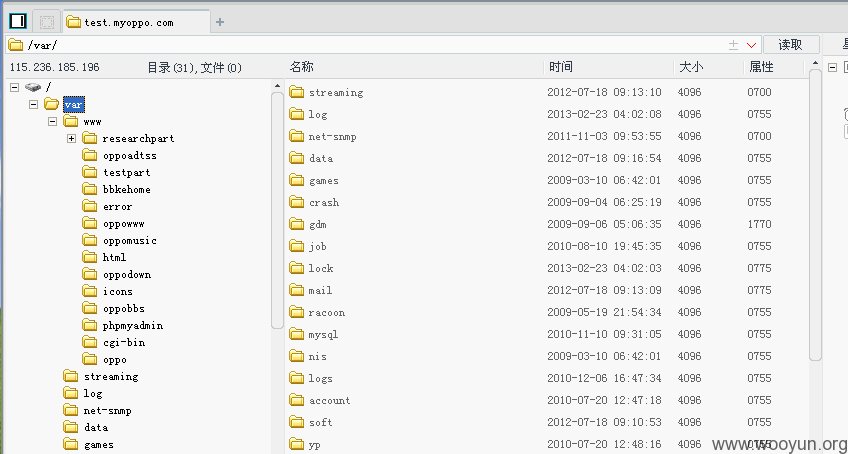 test.myoppo.com
/var/ 读取
115.236.185.196 目录(31),文件(0) 名称 时间 大小 属性
/
var
www
researchpart
oppoadtss
testpart
bbkehome
error
oppowww
oppomusic
html
oppodown
icons
oppobbs
phpmyadmin
cgi-bin
oppo
streaming
log
net-snmp
data
games
streaming 2012-07-18 09:13:10 4096 0700
log 2013-02-23 04:02:08 4096 0755
net-snmp 2011-11-03 09:53:55 4096 0700
data 2012-07-18 09:16:54 4096 0755
games 2009-03-10 06:42:01 4096 0755
crash 2009-09-04 06:25:19 4096 0755
gdm 2009-09-06 05:06:35 4096 1770
job 2010-08-10 19:45:35 4096 0755
lock 2013-02-23 04:02:03 4096 0775
mail 2012-07-18 09:13:09 4096 0775
racoon 2009-05-19 21:54:34 4096 0755
mysql 2010-11-10 09:31:05 4096 0755
nis 2009-03-10 06:42:01 4096 0755
logs 2010-12-06 16:47:34 4096 0755
account 2010-07-20 12:47:18 4096 0755
soft 2012-07-18 09:10:53 4096 0755
yp 2010-07-20 12:48:16 4096 0755
www.wooyun.org